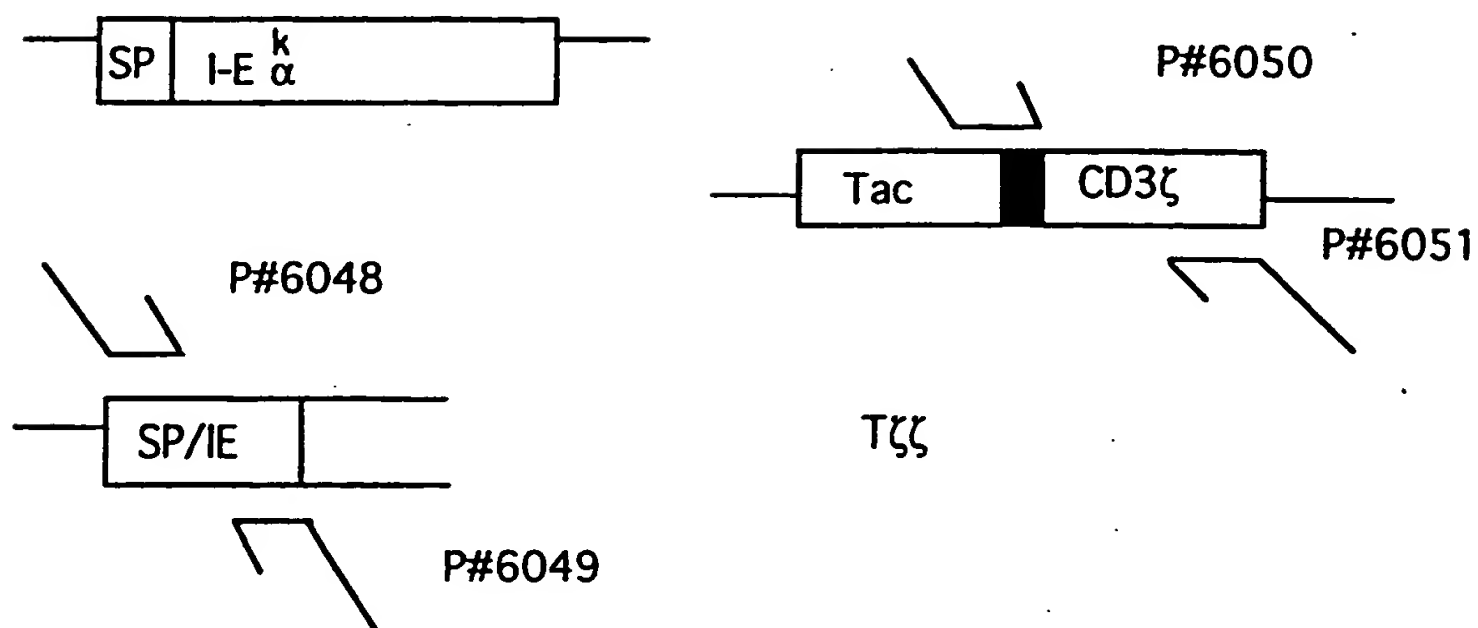 SP
I-E k α
P#6050
Tac
CD3ζ
P#6051
P#6048
SP/IE
Tζζ
P#6049